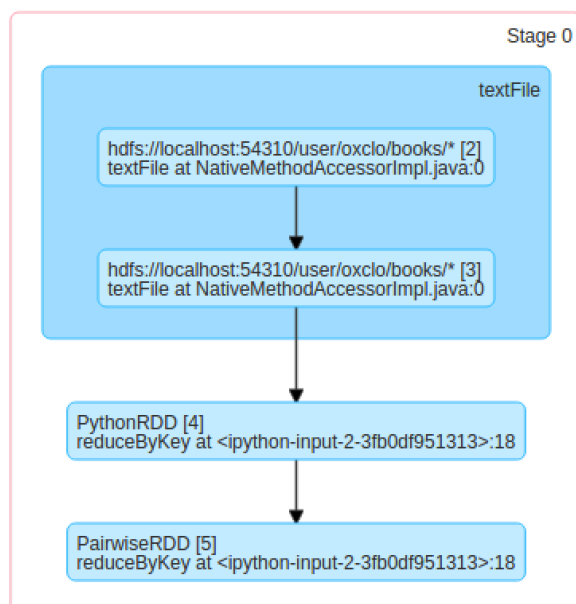 Stage 0
textFile
hdfs://localhost:54310/user/oxclo/books/* [2]
textFile at NativeMethodAccessorImpl.java:0
hdfs://localhost:54310/user/oxclo/books/* [3]
textFile at NativeMethodAccessorImpl.java:0
PythonRDD [4]
reduceByKey at <ipython-input-2-3fb0df951313>:18
PairwiseRDD [5]
reduceByKey at <ipython-input-2-3fb0df951313>:18